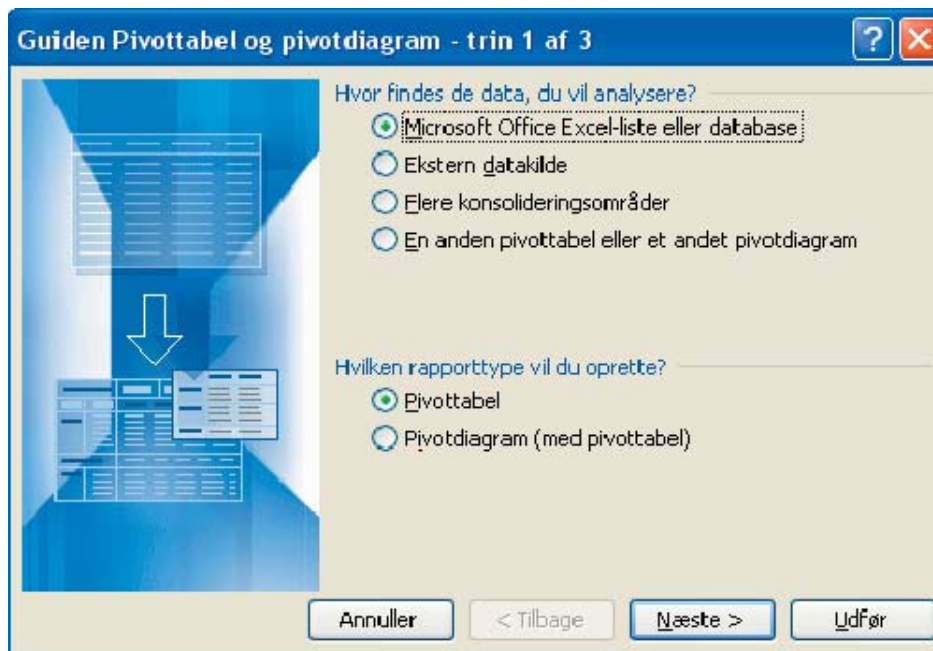 Guiden Pivottabel og pivotdiagram - trin 1 af 3
Hvor findes de data, du vil analysere?
Microsoft Office Excel-liste eller database
Ekstern datakilde
Flere konsolideringsområder
En anden pivottabel eller et andet pivotdiagram
Hvilken rapporttype vil du oprette?
Pivottabel
Pivotdiagram (med pivottabel)
Annuller
< Tilbage
Næste >
Udfør